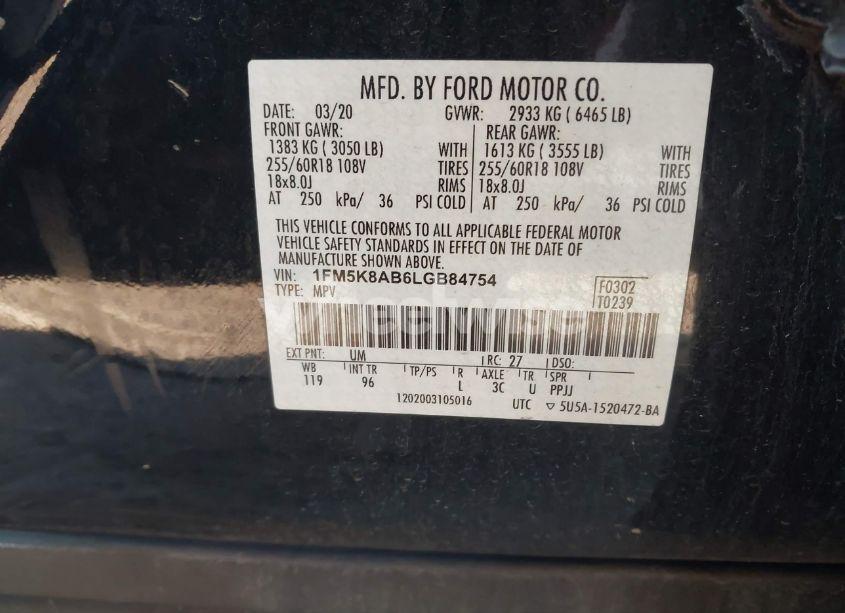 MFD. BY FORD MOTOR CO.
DATE: 03/20 GVWR: 2933 KG ( 6465 LB)
FRONT GAWR: REAR GAWR:
1383 KG ( 3050 LB) WITH 1613 KG ( 3555 LB) WITH
255/60R18 108V TIRES 255/60R18 108V TIRES
18x8.0J RIMS 18x8.0J RIMS
AT 250 kPa/ 36 PSI COLD AT 250 kPa/ 36 PSI COLD
THIS VEHICLE CONFORMS TO ALL APPLICABLE FEDERAL MOTOR
VEHICLE SAFETY STANDARDS IN EFFECT ON THE DATE OF
MANUFACTURE SHOWN ABOVE.
VIN: 1FM5K8AB6LGB84754 F0302
TYPE: MPV T0239
EXT PNT: UM RC: 27 DSO:
WB INT TR TP/PS R AXLE TR SPR
119 96 L 3C U PPJJ
1202003105016 UTC ▽ 5U5A-1520472-BA